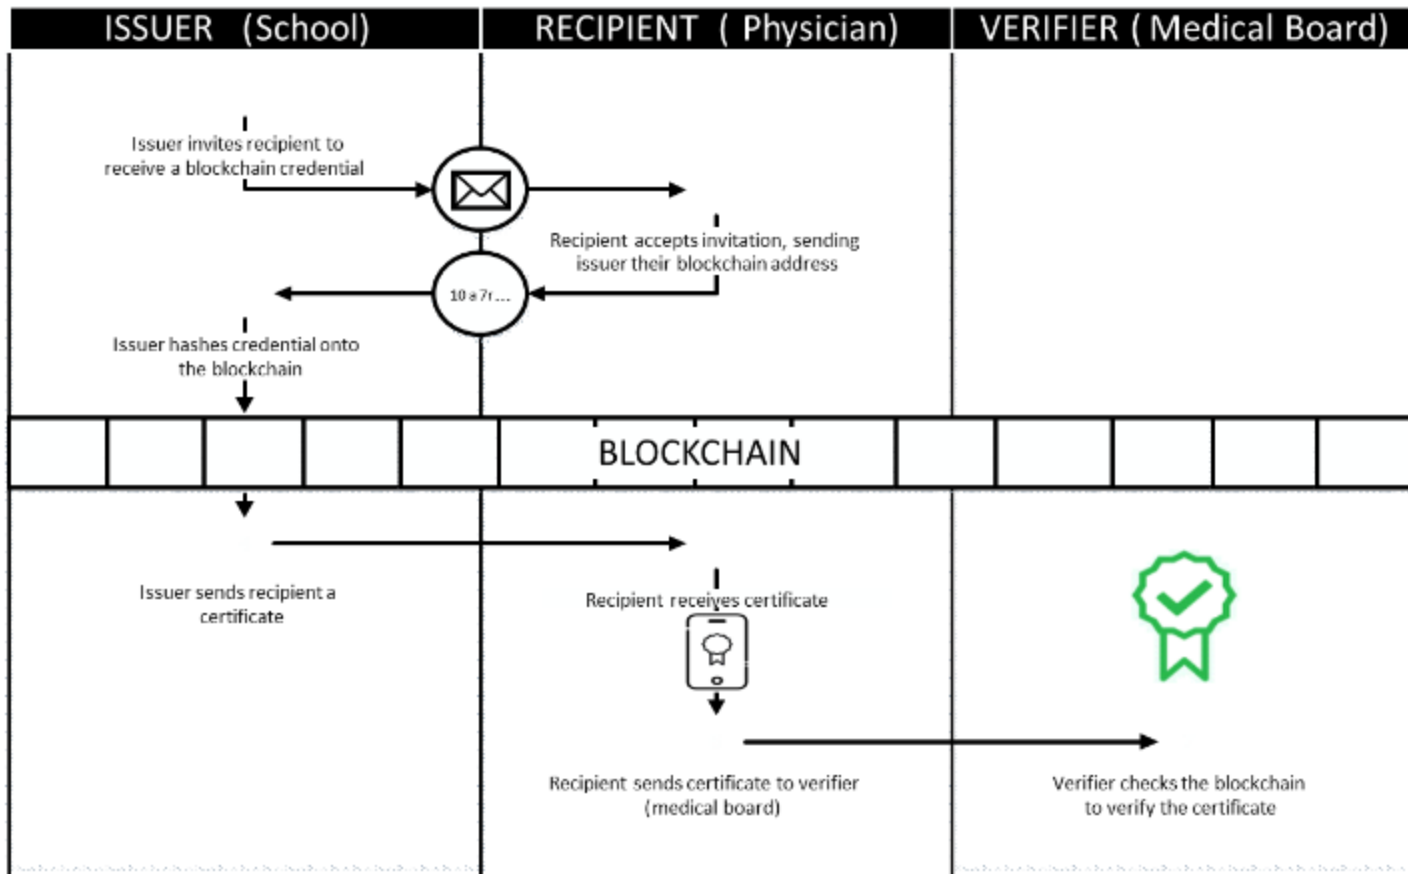 ISSUER (School)
RECIPIENT ( Physician)
VERIFIER ( Medical Board)
Issuer invites recipient to
receive a blockchain credential
Recipient accepts invitation, sending
issuer their blockchain address
10 a 7r....
Issuer hashes credential onto
the blockchain
BLOCKCHAIN
Issuer sends recipient a
certificate
Recipient receives certificate
Recipient sends certificate to verifier
(medical board)
Verifier checks the blockchain
to verify the certificate